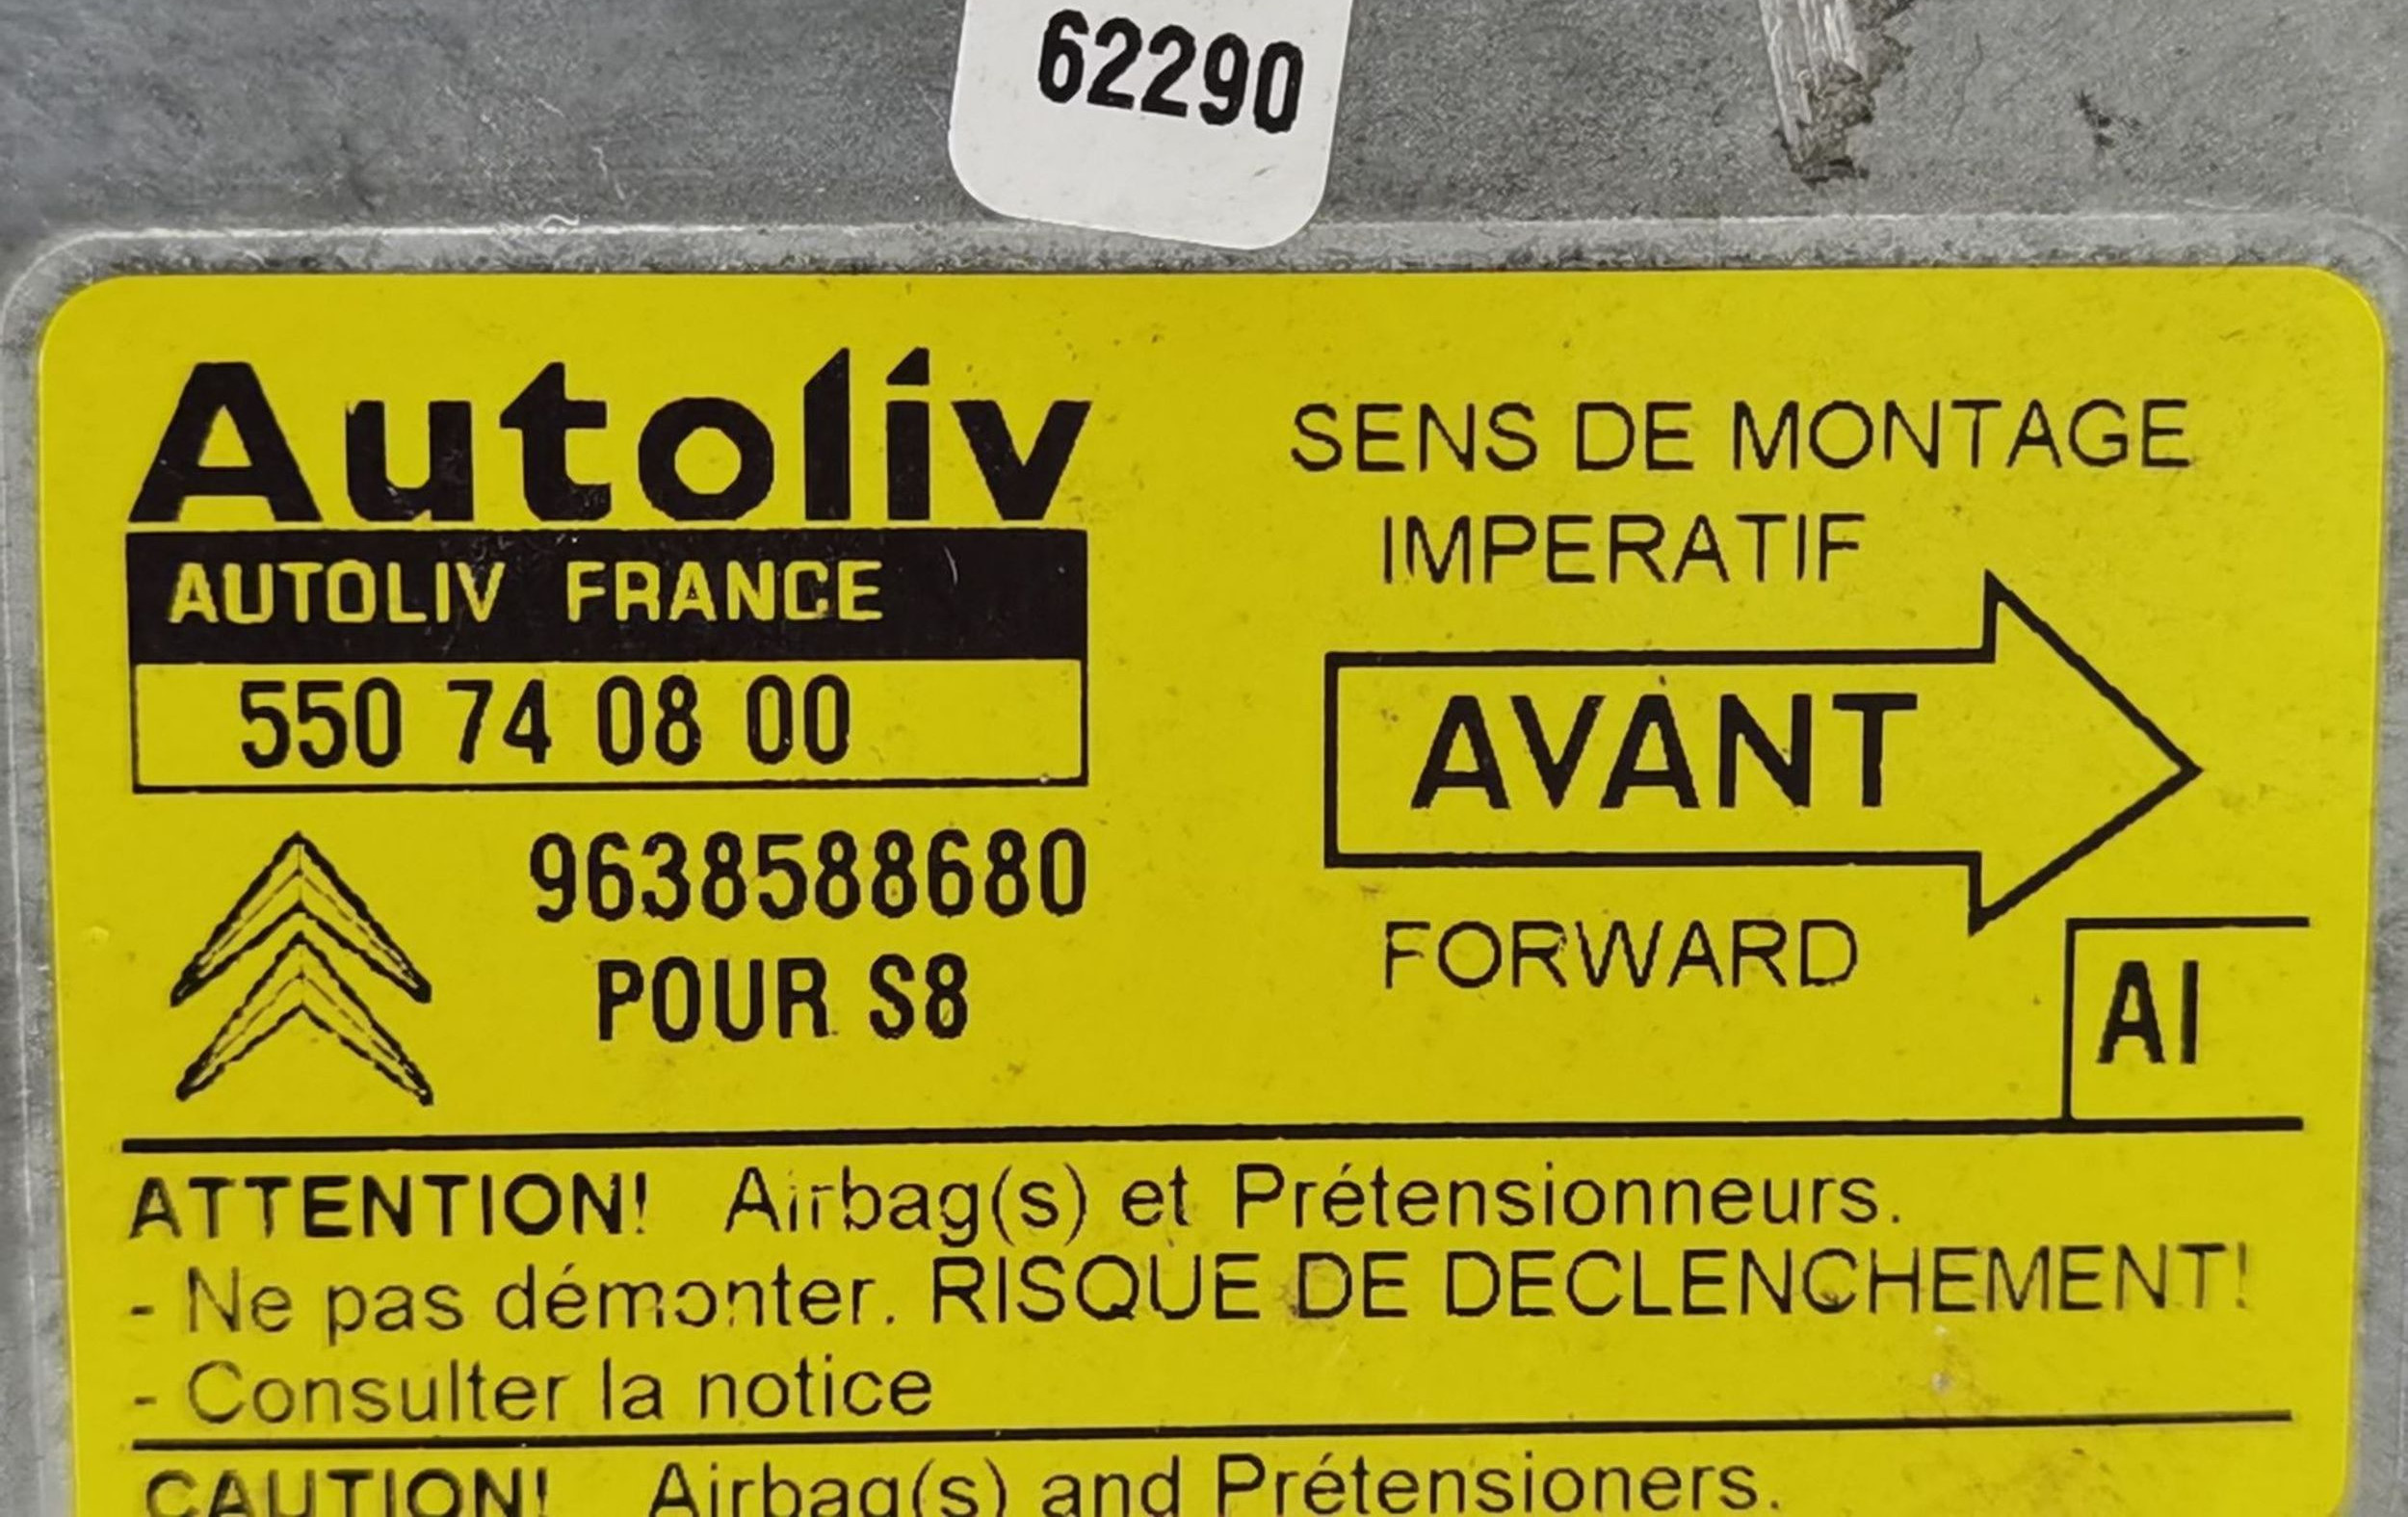 62290
Autoliv
AUTOLIV FRANCE
550 74 08 00
9638588680
POUR S8
SENS DE MONTAGE
IMPERATIF
AVANT
FORWARD
AI
ATTENTION! Airbag(s) et Prétensionneurs.
- Ne pas démonter. RISQUE DE DECLENCHEMENT!
- Consulter la notice
CAUTION! Airbag(s) and Prétensioners.